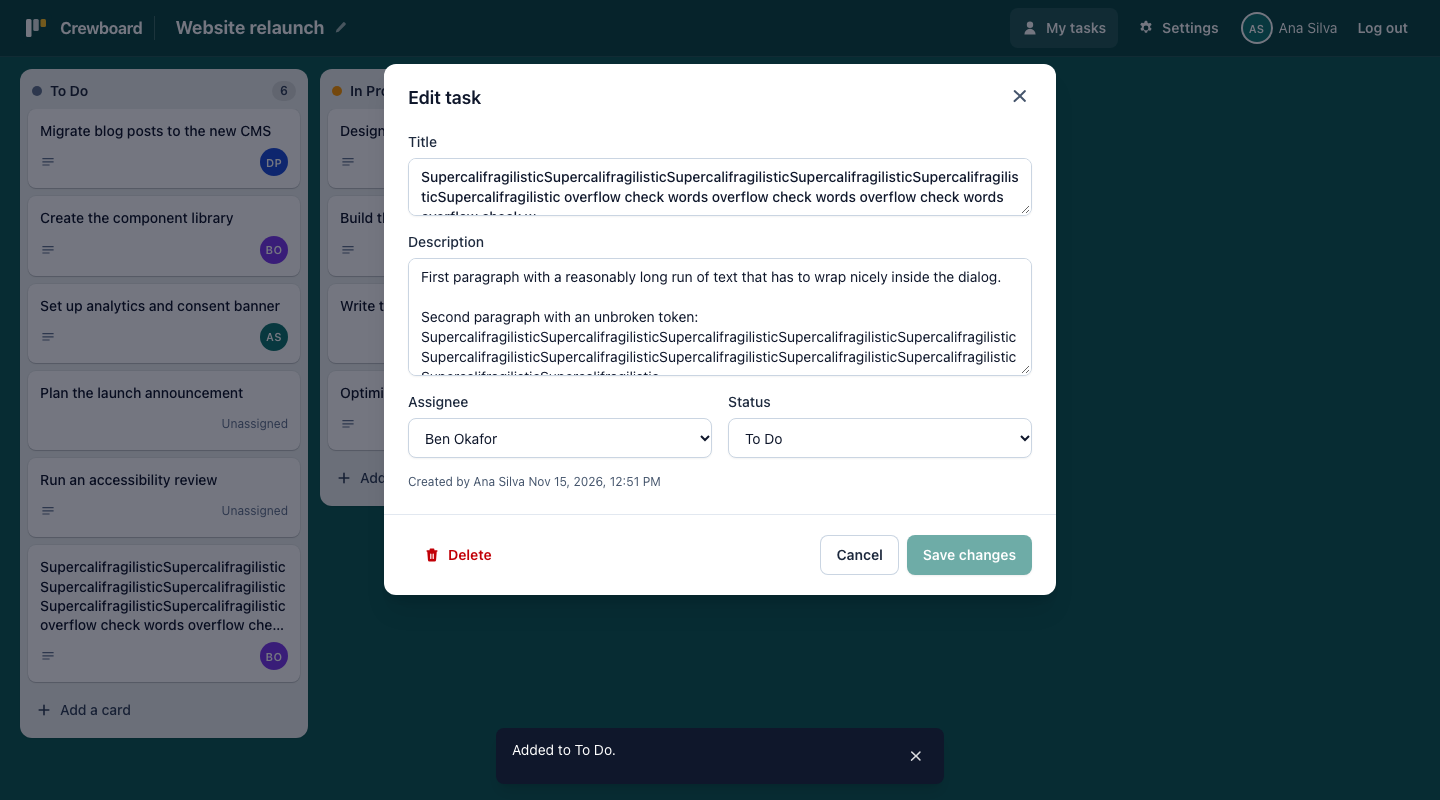 Crewboard
Website relaunch
My tasks
Settings
AS
Ana Silva
Log out
To Do
6
Migrate blog posts to the new CMS
DP
Create the component library
BO
Set up analytics and consent banner
AS
Plan the launch announcement
Unassigned
Run an accessibility review
Unassigned
SupercalifragilisticSupercalifragilistic
SupercalifragilisticSupercalifragilistic
SupercalifragilisticSupercalifragilistic
overflow check words overflow che...
BO
Add a card
In Pro
Design
Build th
Write t
Optimi
Add
Edit task
Title
SupercalifragilisticSupercalifragilisticSupercalifragilisticSupercalifragilisticSupercalifragilis
ticSupercalifragilistic overflow check words overflow check words overflow check words
overflow check w
Description
First paragraph with a reasonably long run of text that has to wrap nicely inside the dialog.
Second paragraph with an unbroken token:
SupercalifragilisticSupercalifragilisticSupercalifragilisticSupercalifragilisticSupercalifragilistic
SupercalifragilisticSupercalifragilisticSupercalifragilisticSupercalifragilisticSupercalifragilistic
SupercalifragilisticSupercalifragilistic
Assignee
Status
Ben Okafor
To Do
Created by Ana Silva Nov 15, 2026, 12:51 PM
Delete
Cancel
Save changes
Added to To Do.